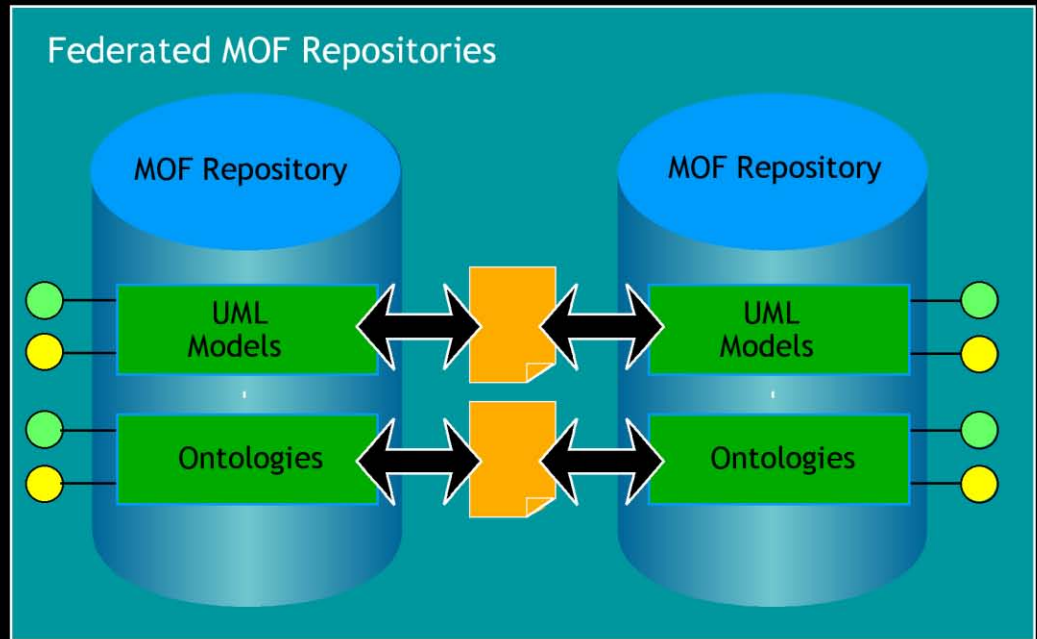 Federated MOF Repositories
MOF Repository
UML
Models
Ontologies
MOF Repository
UML
Models
Ontologies